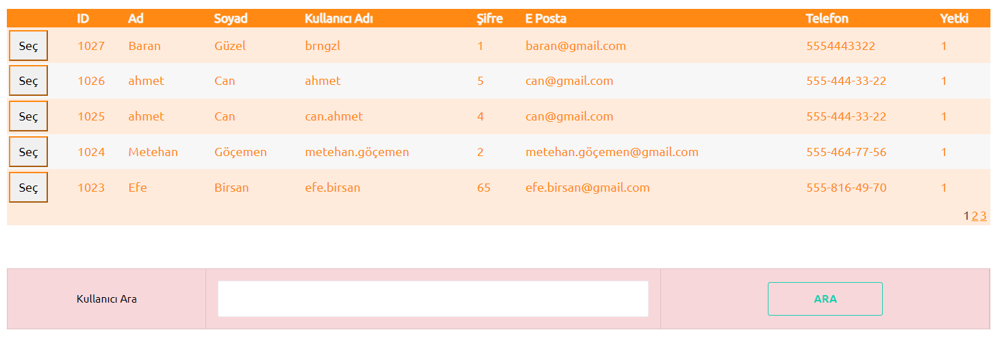 ID Ad Soyad Kullanıcı Adı Şifre E Posta Telefon Yetki
Seç 1027 Baran Güzel brngzl 1 baran@gmail.com 5554443322 1
Seç 1026 ahmet Can ahmet 5 can@gmail.com 555-444-33-22 1
Seç 1025 ahmet Can can.ahmet 4 can@gmail.com 555-444-33-22 1
Seç 1024 Metehan Göçemen metehan.göçemen 2 metehan.göçemen@gmail.com 555-464-77-56 1
Seç 1023 Efe Birsan efe.birsan 65 efe.birsan@gmail.com 555-816-49-70 1
1 2 3
Kullanıcı Ara ARA